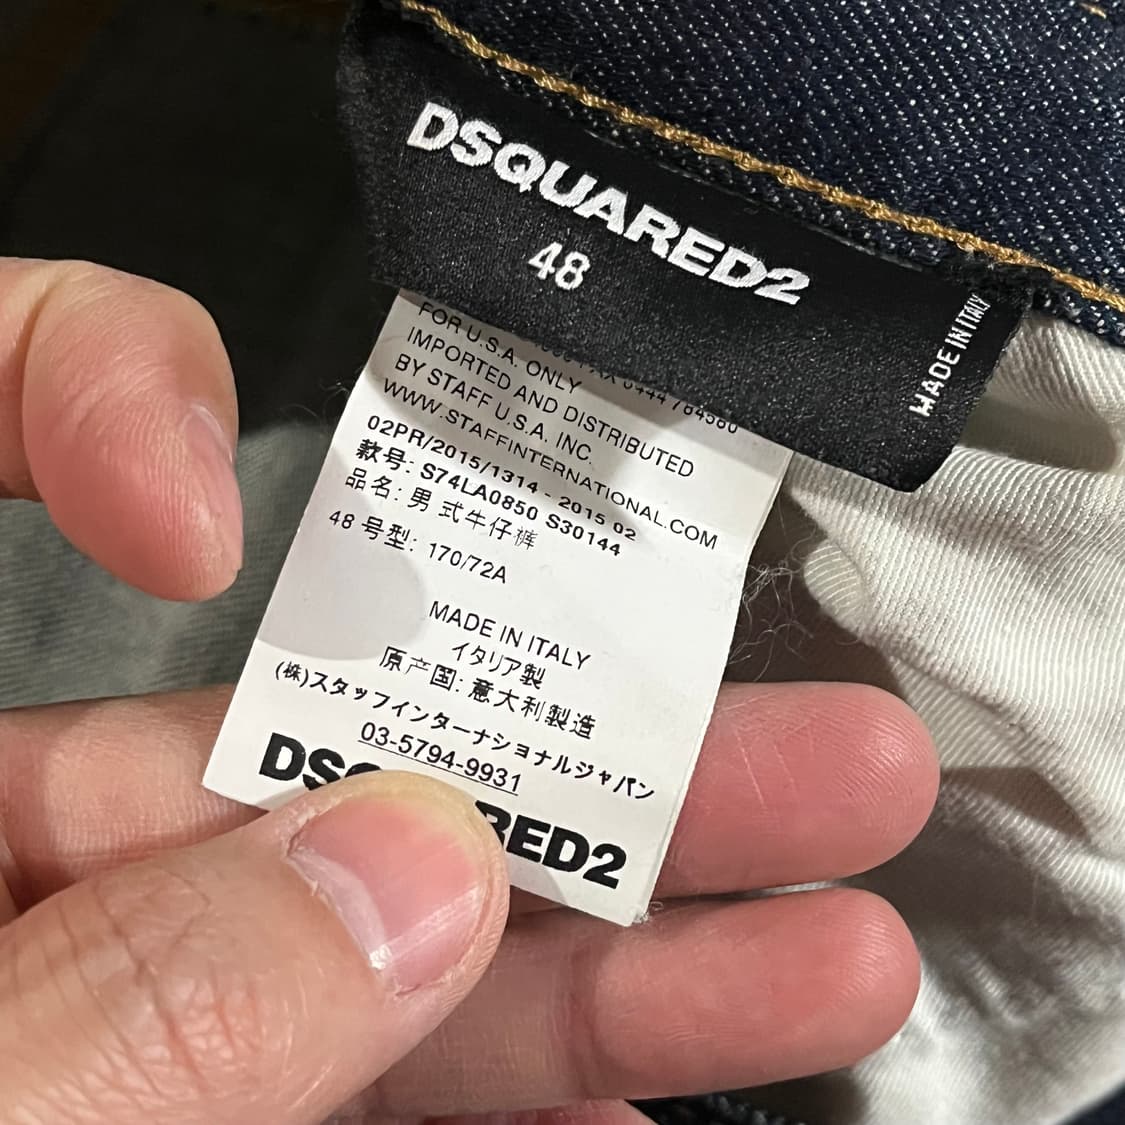 DSQUARED2
48
MADE IN ITALY
FOR U.S.A. ONLY
IMPORTED AND DISTRIBUTED
BY STAFF U.S.A. INC.
WWW.STAFFINTERNATIONAL.COM
02PR/2015/1314 - 2015 02
款号: S74LA0850 S30144
品名: 男 式牛仔裤
48 号型: 170/72A
MADE IN ITALY
イタリア製
原产国: 意大利製造
(株)スタッフインターナショナルジャパン
03-5794-9931